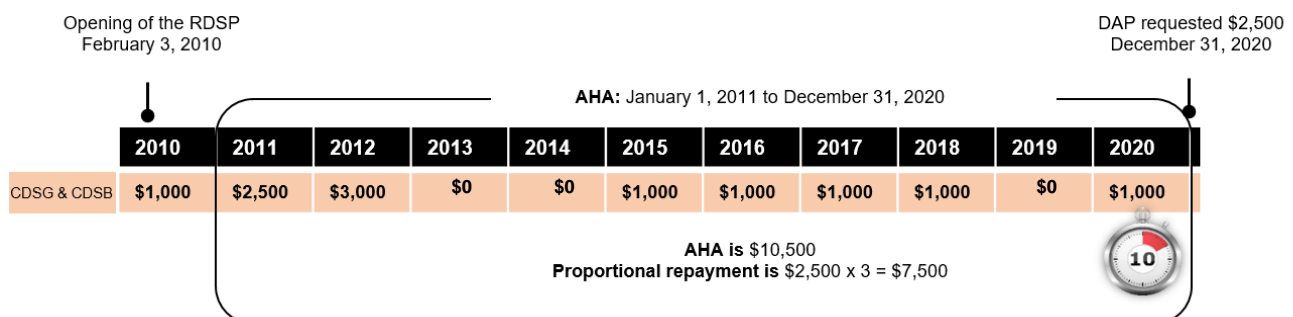 Opening of the RDSP
February 3, 2010
DAP requested $2,500
December 31, 2020
AHA: January 1, 2011 to December 31, 2020
2010 2011 2012 2013 2014 2015 2016 2017 2018 2019 2020
CDSG & CDSB $1,000 $2,500 $3,000 $0 $0 $1,000 $1,000 $1,000 $1,000 $0 $1,000
AHA is $10,500
Proportional repayment is $2,500 x 3 = $7,500
10